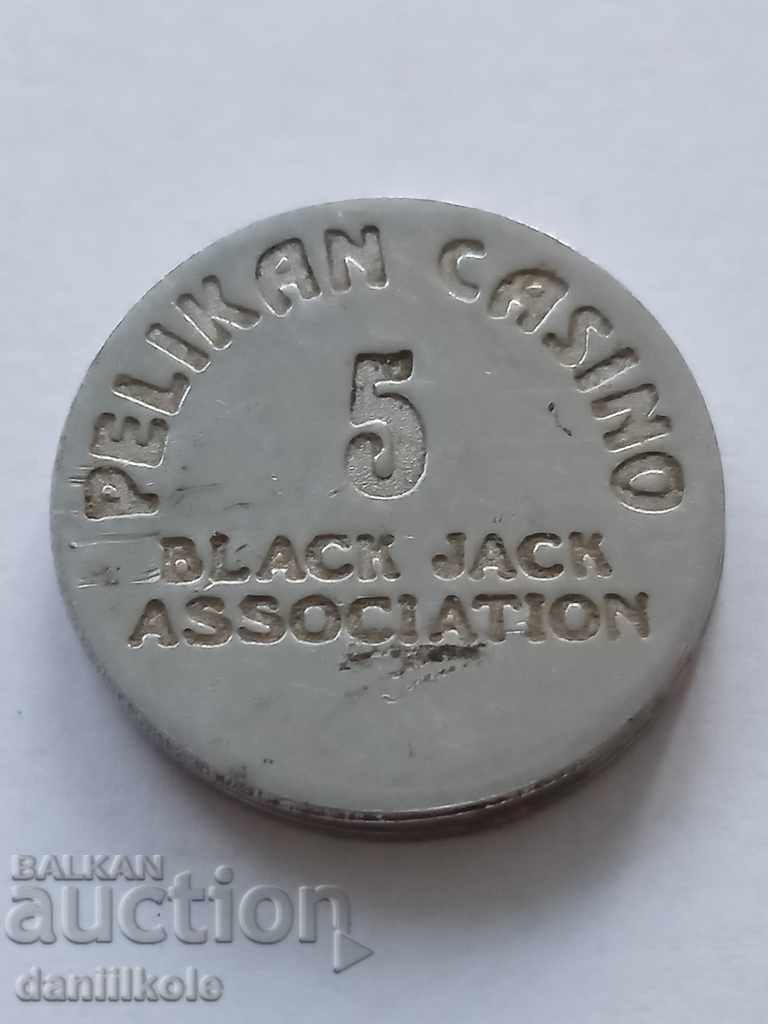 PELIKAN CASINO
5
BLACK JACK
ASSOCIATION
BALKAN
auction
daniilkole